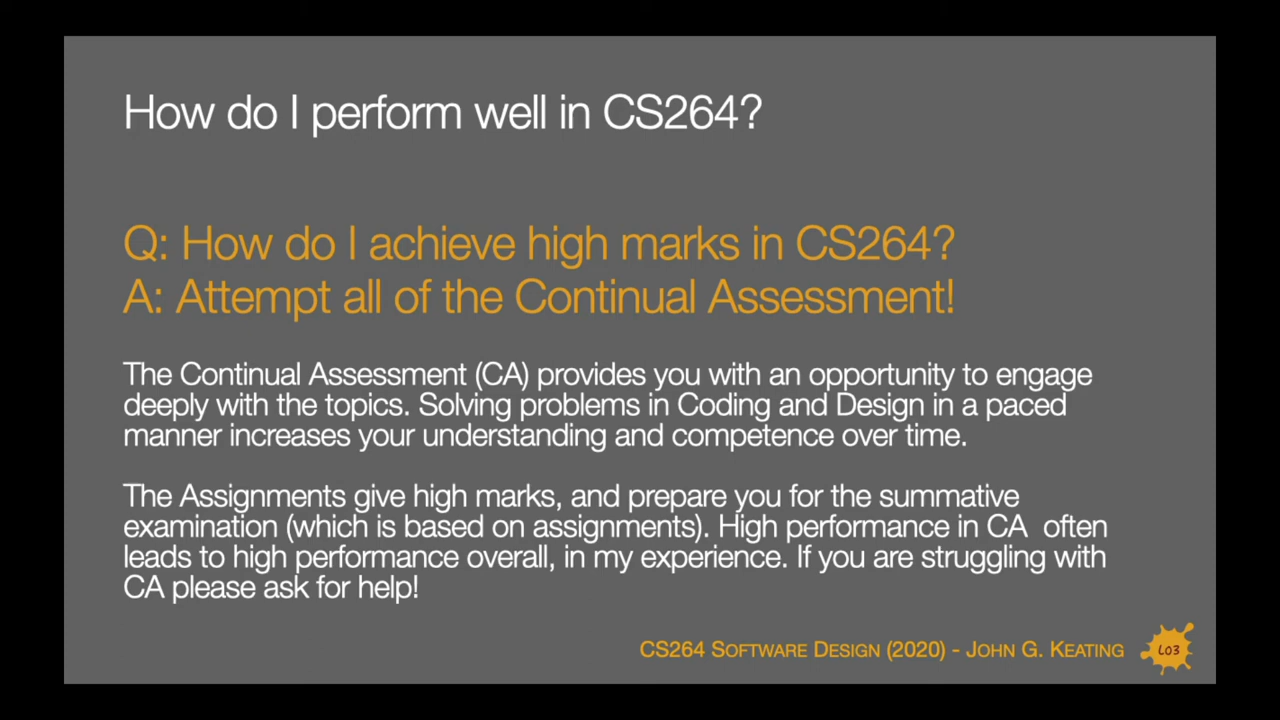 How do I perform well in CS264?
Q: How do I achieve high marks in CS264?
A: Attempt all of the Continual Assessment!
The Continual Assessment (CA) provides you with an opportunity to engage
deeply with the topics. Solving problems in Coding and Design in a paced
manner increases your understanding and competence over time.
The Assignments give high marks, and prepare you for the summative
examination (which is based on assignments). High performance in CA  often
leads to high performance overall, in my experience. If you are struggling with
CA please ask for help!
CS264 SOFTWARE DESIGN (2020) - JOHN G. KEATING
L03